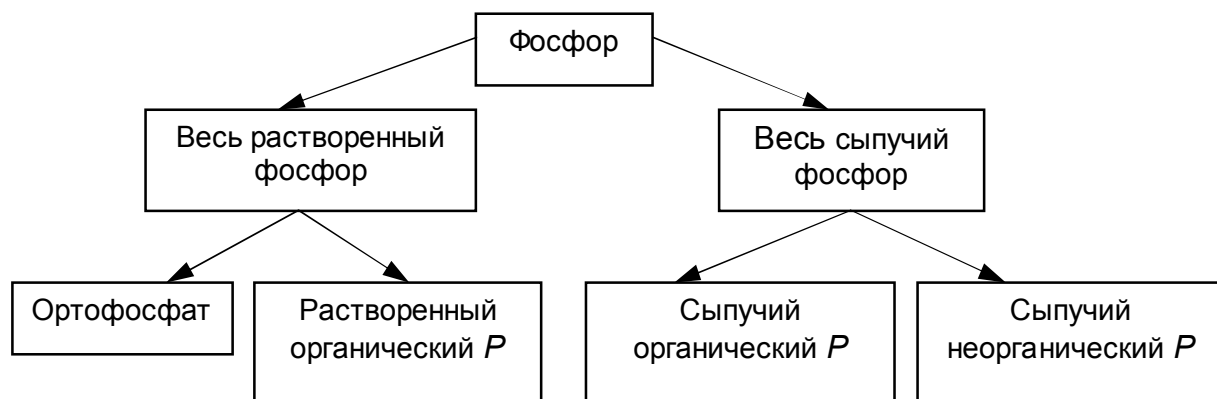 Фосфор
Весь растворенный
фосфор
Весь сыпучий
фосфор
Ортофосфат
Растворенный
органический P
Сыпучий
органический P
Сыпучий
неорганический P